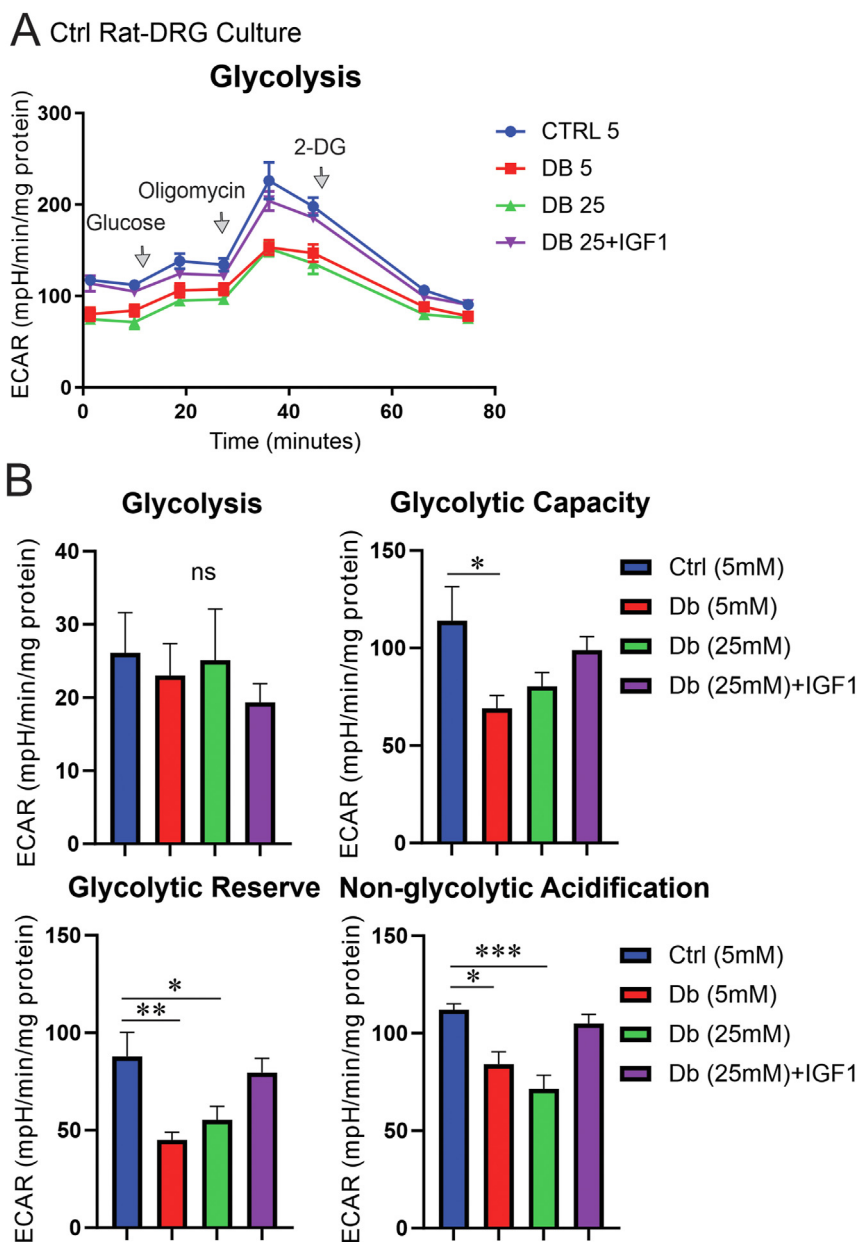 A Ctrl Rat-DRG Culture
Glycolysis
ECAR (mpH/min/mg protein)
300
200
100
0
Glucose
Oligomycin
2-DG
0 20 40 60 80
Time (minutes)
CTRL 5
DB 5
DB 25
DB 25+IGF1
B
Glycolysis
ECAR (mpH/min/mg protein)
40
30
20
10
0
ns
Glycolytic Capacity
ECAR (mpH/min/mg protein)
150
100
50
0
*
Ctrl (5mM)
Db (5mM)
Db (25mM)
Db (25mM)+IGF1
Glycolytic Reserve
ECAR (mpH/min/mg protein)
150
100
50
0
*
**
Non-glycolytic Acidification
ECAR (mpH/min/mg protein)
150
100
50
0
***
*
Ctrl (5mM)
Db (5mM)
Db (25mM)
Db (25mM)+IGF1